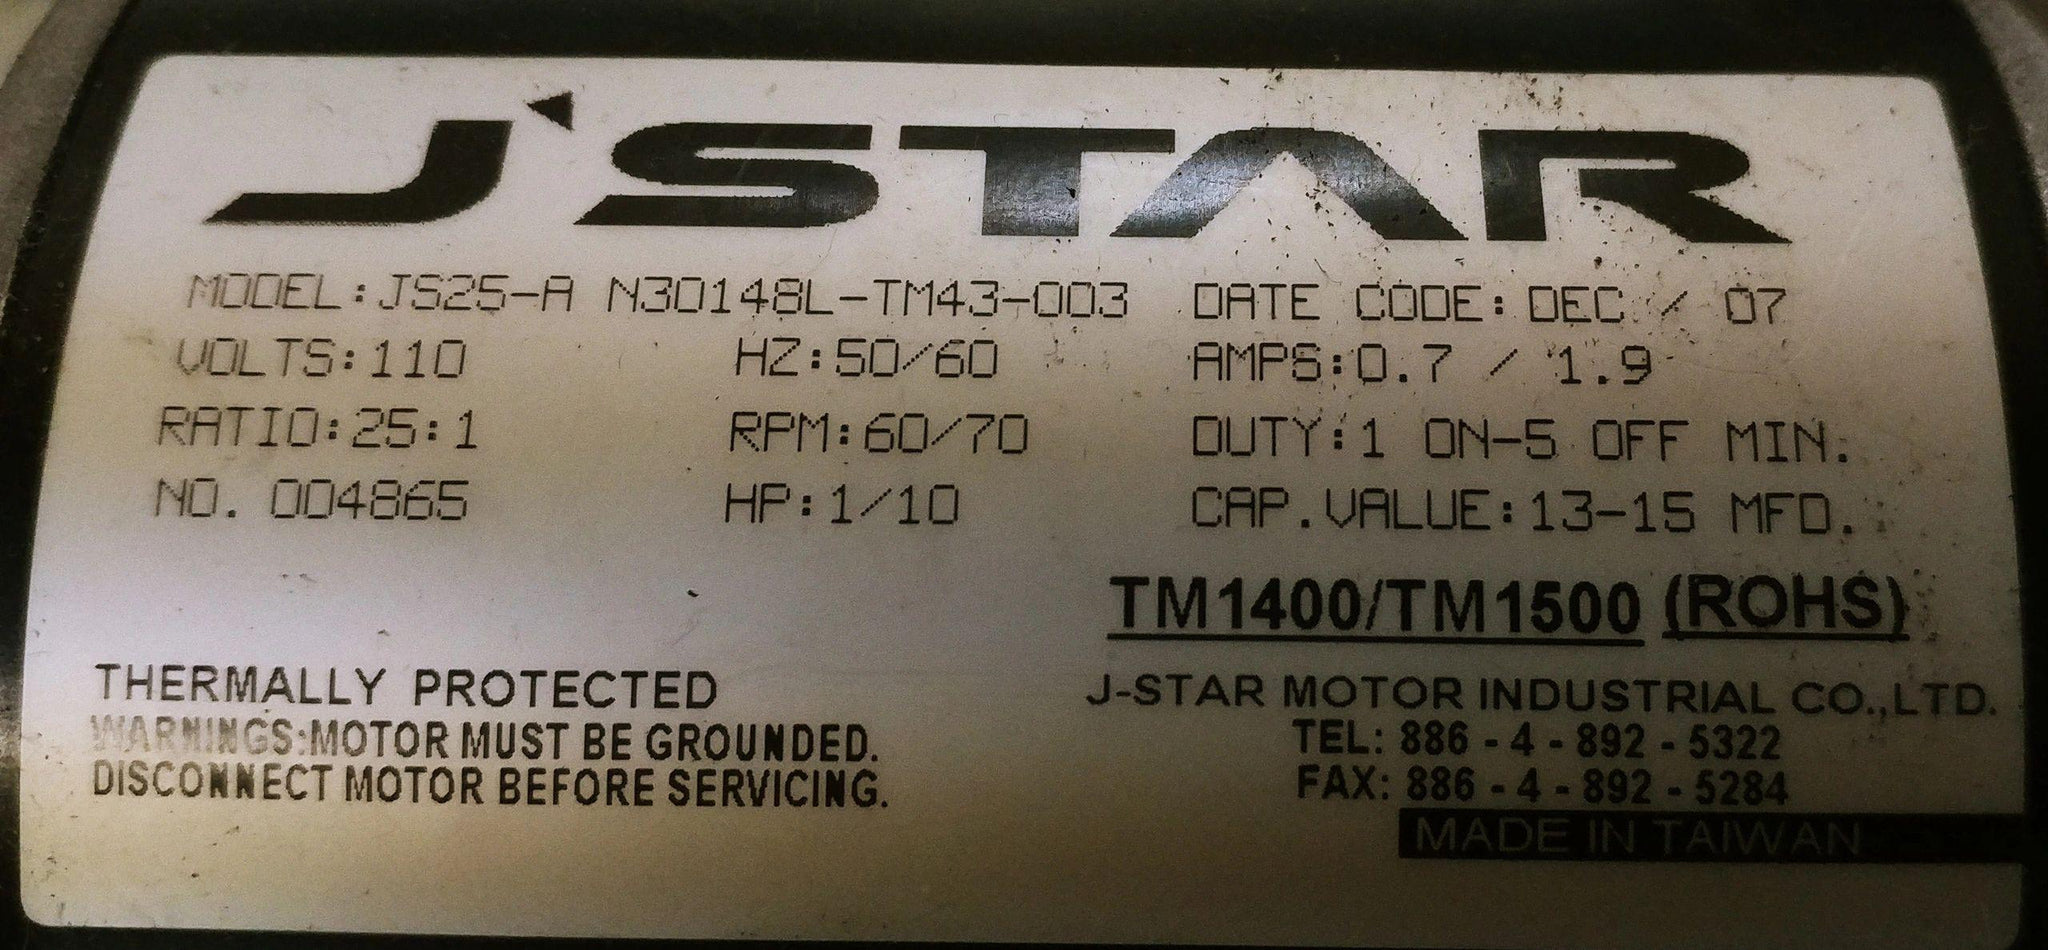 J'STAR
MODEL:JS25-A N30148L-TM43-003 DATE CODE: DEC / 07
VOLTS:110 HZ:50/60 AMPS:0.7 / 1.9
RATIO:25:1 RPM:60/70 DUTY:1 ON-5 OFF MIN.
NO. 004865 HP:1/10 CAP.VALUE:13-15 MFD.
TM1400/TM1500 (ROHS)
THERMALLY PROTECTED
WARNINGS:MOTOR MUST BE GROUNDED.
DISCONNECT MOTOR BEFORE SERVICING.
J-STAR MOTOR INDUSTRIAL CO.,LTD.
TEL: 886 - 4 - 892 - 5322
FAX: 886 - 4 - 892 - 5284
MADE IN TAIWAN